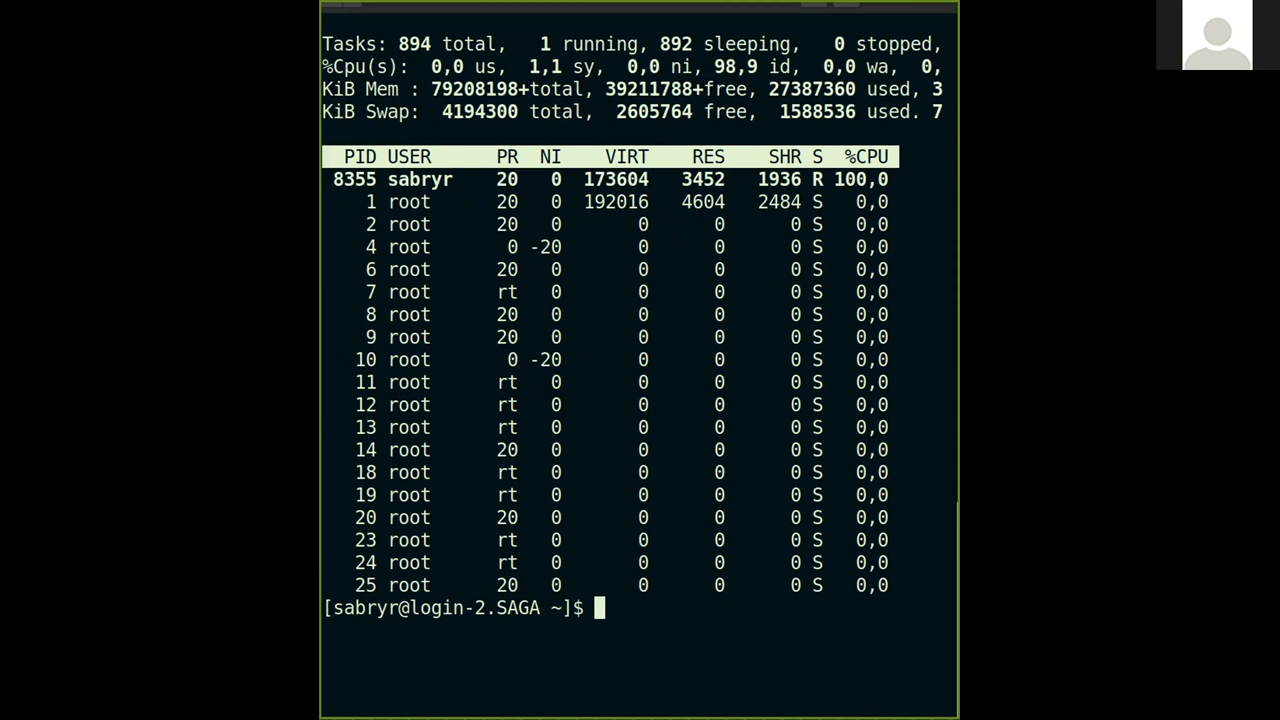 Tasks: 894 total,   1 running, 892 sleeping,   0 stopped,
%Cpu(s):  0,0 us,  1,1 sy,  0,0 ni, 98,9 id,  0,0 wa,  0,
KiB Mem : 79208198+total, 39211788+free, 27387360 used, 3
KiB Swap:  4194300 total,  2605764 free,  1588536 used. 7
PID USER PR NI VIRT RES SHR S %CPU
8355 sabryr 20 0 173604 3452 1936 R 100,0
1 root 20 0 192016 4604 2484 S 0,0
2 root 20 0 0 0 0 S 0,0
4 root 0 -20 0 0 0 S 0,0
6 root 20 0 0 0 0 S 0,0
7 root rt 0 0 0 0 S 0,0
8 root 20 0 0 0 0 S 0,0
9 root 20 0 0 0 0 S 0,0
10 root 0 -20 0 0 0 S 0,0
11 root rt 0 0 0 0 S 0,0
12 root rt 0 0 0 0 S 0,0
13 root rt 0 0 0 0 S 0,0
14 root 20 0 0 0 0 S 0,0
18 root rt 0 0 0 0 S 0,0
19 root rt 0 0 0 0 S 0,0
20 root 20 0 0 0 0 S 0,0
23 root rt 0 0 0 0 S 0,0
24 root rt 0 0 0 0 S 0,0
25 root 20 0 0 0 0 S 0,0
[sabryr@login-2.SAGA ~]$